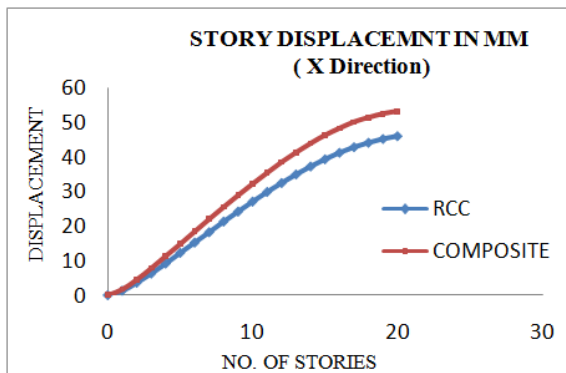 STORY DISPLACEMNT IN MM
( X Direction)
60
50
40
30
20
10
0
DISPLACEMENT
RCC
COMPOSITE
0 10 20 30
NO. OF STORIES